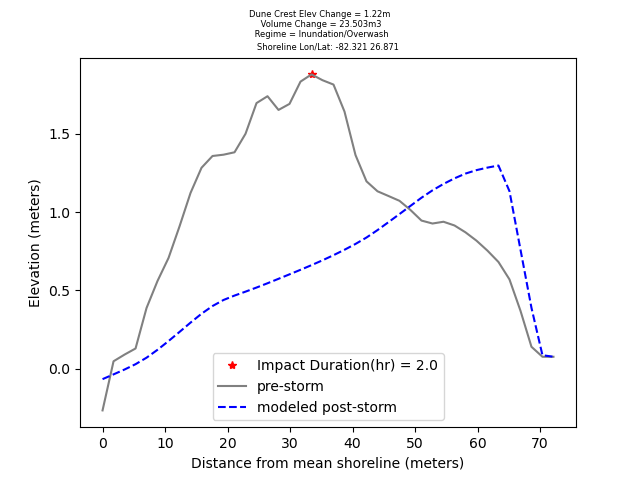 Dune Crest Elev Change = 1.22m
Volume Change = 23.503m3
Regime = Inundation/Overwash
Shoreline Lon/Lat: -82.321 26.871
1.5
1.0
0.5
0.0
Elevation (meters)
Impact Duration(hr) = 2.0
pre-storm
modeled post-storm
0 10 20 30 40 50 60 70
Distance from mean shoreline (meters)